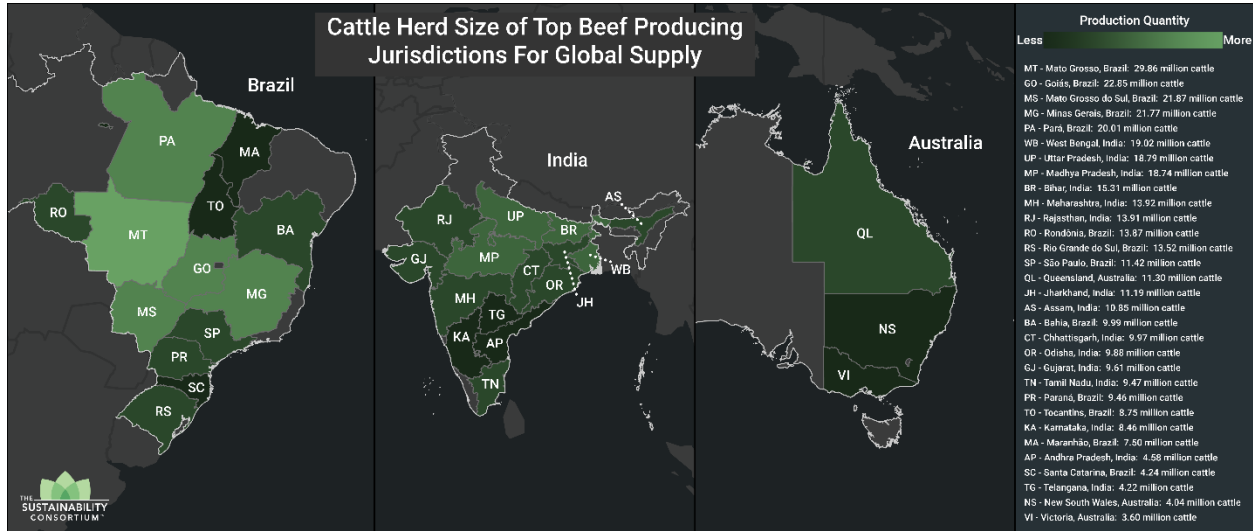 Cattle Herd Size of Top Beef Producing
Jurisdictions For Global Supply
Brazil
PA
MA
TO
RO
MT
BA
GO
MG
MS
SP
PR
SC
RS
THE
SUSTAINABILITY
CONSORTIUM
India
AS
RJ
UP
BR
GJ
MP
CT
WB
OR
JH
MH
TG
KA
AP
TN
Australia
QL
NS
VI
Production Quantity
Less
More
MT - Mato Grosso, Brazil: 29.86 million cattle
GO - Goiás, Brazil: 22.85 million cattle
MS - Mato Grosso do Sul, Brazil: 21.87 million cattle
MG - Minas Gerais, Brazil: 21.77 million cattle
PA - Pará, Brazil: 20.01 million cattle
WB - West Bengal, India: 19.02 million cattle
UP - Uttar Pradesh, India: 18.79 million cattle
MP - Madhya Pradesh, India: 18.74 million cattle
BR - Bihar, India: 15.31 million cattle
MH - Maharashtra, India: 13.92 million cattle
RJ - Rajasthan, India: 13.91 million cattle
RO - Rondônia, Brazil: 13.87 million cattle
RS - Rio Grande do Sul, Brazil: 13.52 million cattle
SP - São Paulo, Brazil: 11.42 million cattle
QL - Queensland, Australia: 11.30 million cattle
JH - Jharkhand, India: 11.19 million cattle
AS - Assam, India: 10.85 million cattle
BA - Bahia, Brazil: 9.99 million cattle
CT - Chhattisgarh, India: 9.97 million cattle
OR - Odisha, India: 9.88 million cattle
GJ - Gujarat, India: 9.61 million cattle
TN - Tamil Nadu, India: 9.47 million cattle
PR - Paraná, Brazil: 9.46 million cattle
TO - Tocantins, Brazil: 8.75 million cattle
KA - Karnataka, India: 8.46 million cattle
MA - Maranhão, Brazil: 7.50 million cattle
AP - Andhra Pradesh, India: 4.58 million cattle
SC - Santa Catarina, Brazil: 4.24 million cattle
TG - Telangana, India: 4.22 million cattle
NS - New South Wales, Australia: 4.04 million cattle
VI - Victoria, Australia: 3.60 million cattle